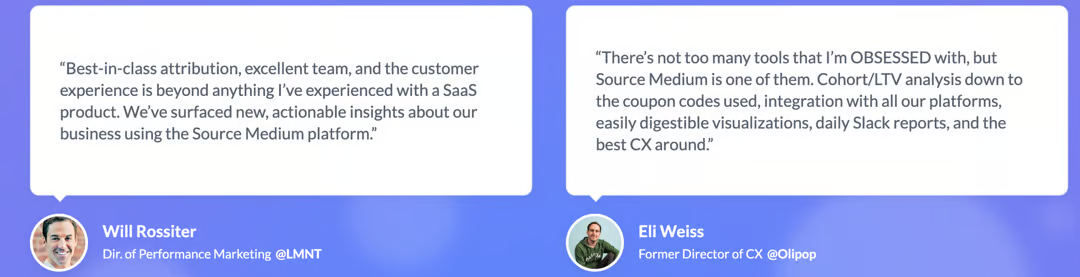 “Best-in-class attribution, excellent team, and the customer
experience is beyond anything I’ve experienced with a SaaS
product. We’ve surfaced new, actionable insights about our
business using the Source Medium platform.”
Will Rossiter
Dir. of Performance Marketing @LMNT
“There’s not too many tools that I’m OBSESSED with, but
Source Medium is one of them. Cohort/LTV analysis down to
the coupon codes used, integration with all our platforms,
easily digestible visualizations, daily Slack reports, and the
best CX around.”
Eli Weiss
Former Director of CX @Olipop